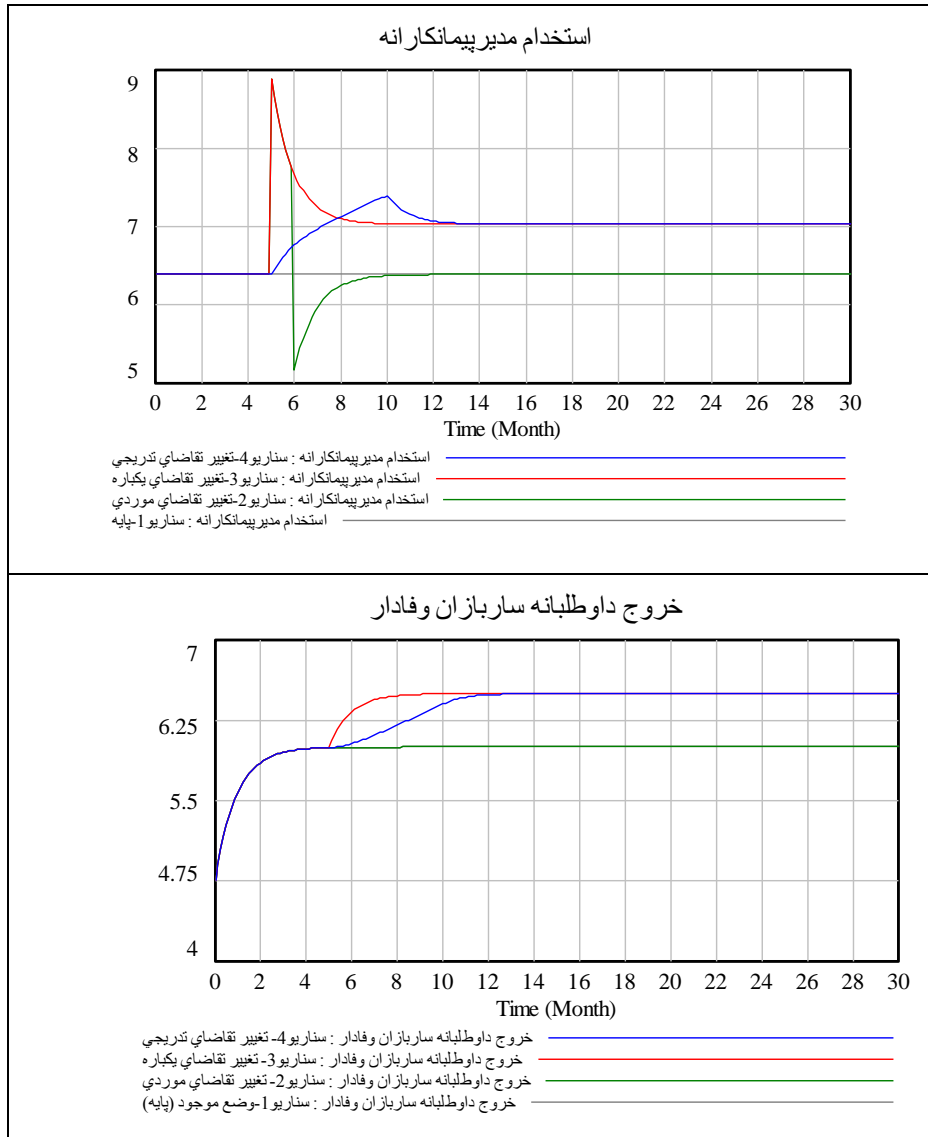 استخدام مدیرپیمانکارانه
9
8
7
6
5
0 2 4 6 8 10 12 14 16 18 20 22 24 26 28 30
Time (Month)
استخدام مدیرپیمانکارانه : سناریو4-تغییر تقاضاي تدریجي
استخدام مدیرپیمانکارانه : سناریو3-تغییر تقاضاي یکباره
استخدام مدیرپیمانکارانه : سناریو2-تغییر تقاضاي موردي
استخدام مدیرپیمانکارانه : سناریو1-پایه
خروج داوطلبانه ساربازان وفادار
7
6.25
5.5
4.75
4
0 2 4 6 8 10 12 14 16 18 20 22 24 26 28 30
Time (Month)
خروج داوطلبانه ساربازان وفادار : سناریو4- تغییر تقاضاي تدریجي
خروج داوطلبانه ساربازان وفادار : سناریو3- تغییر تقاضاي یکباره
خروج داوطلبانه ساربازان وفادار : سناریو2- تغییر تقاضاي موردي
خروج داوطلبانه ساربازان وفادار : سناریو1-وضع موجود (پایه)